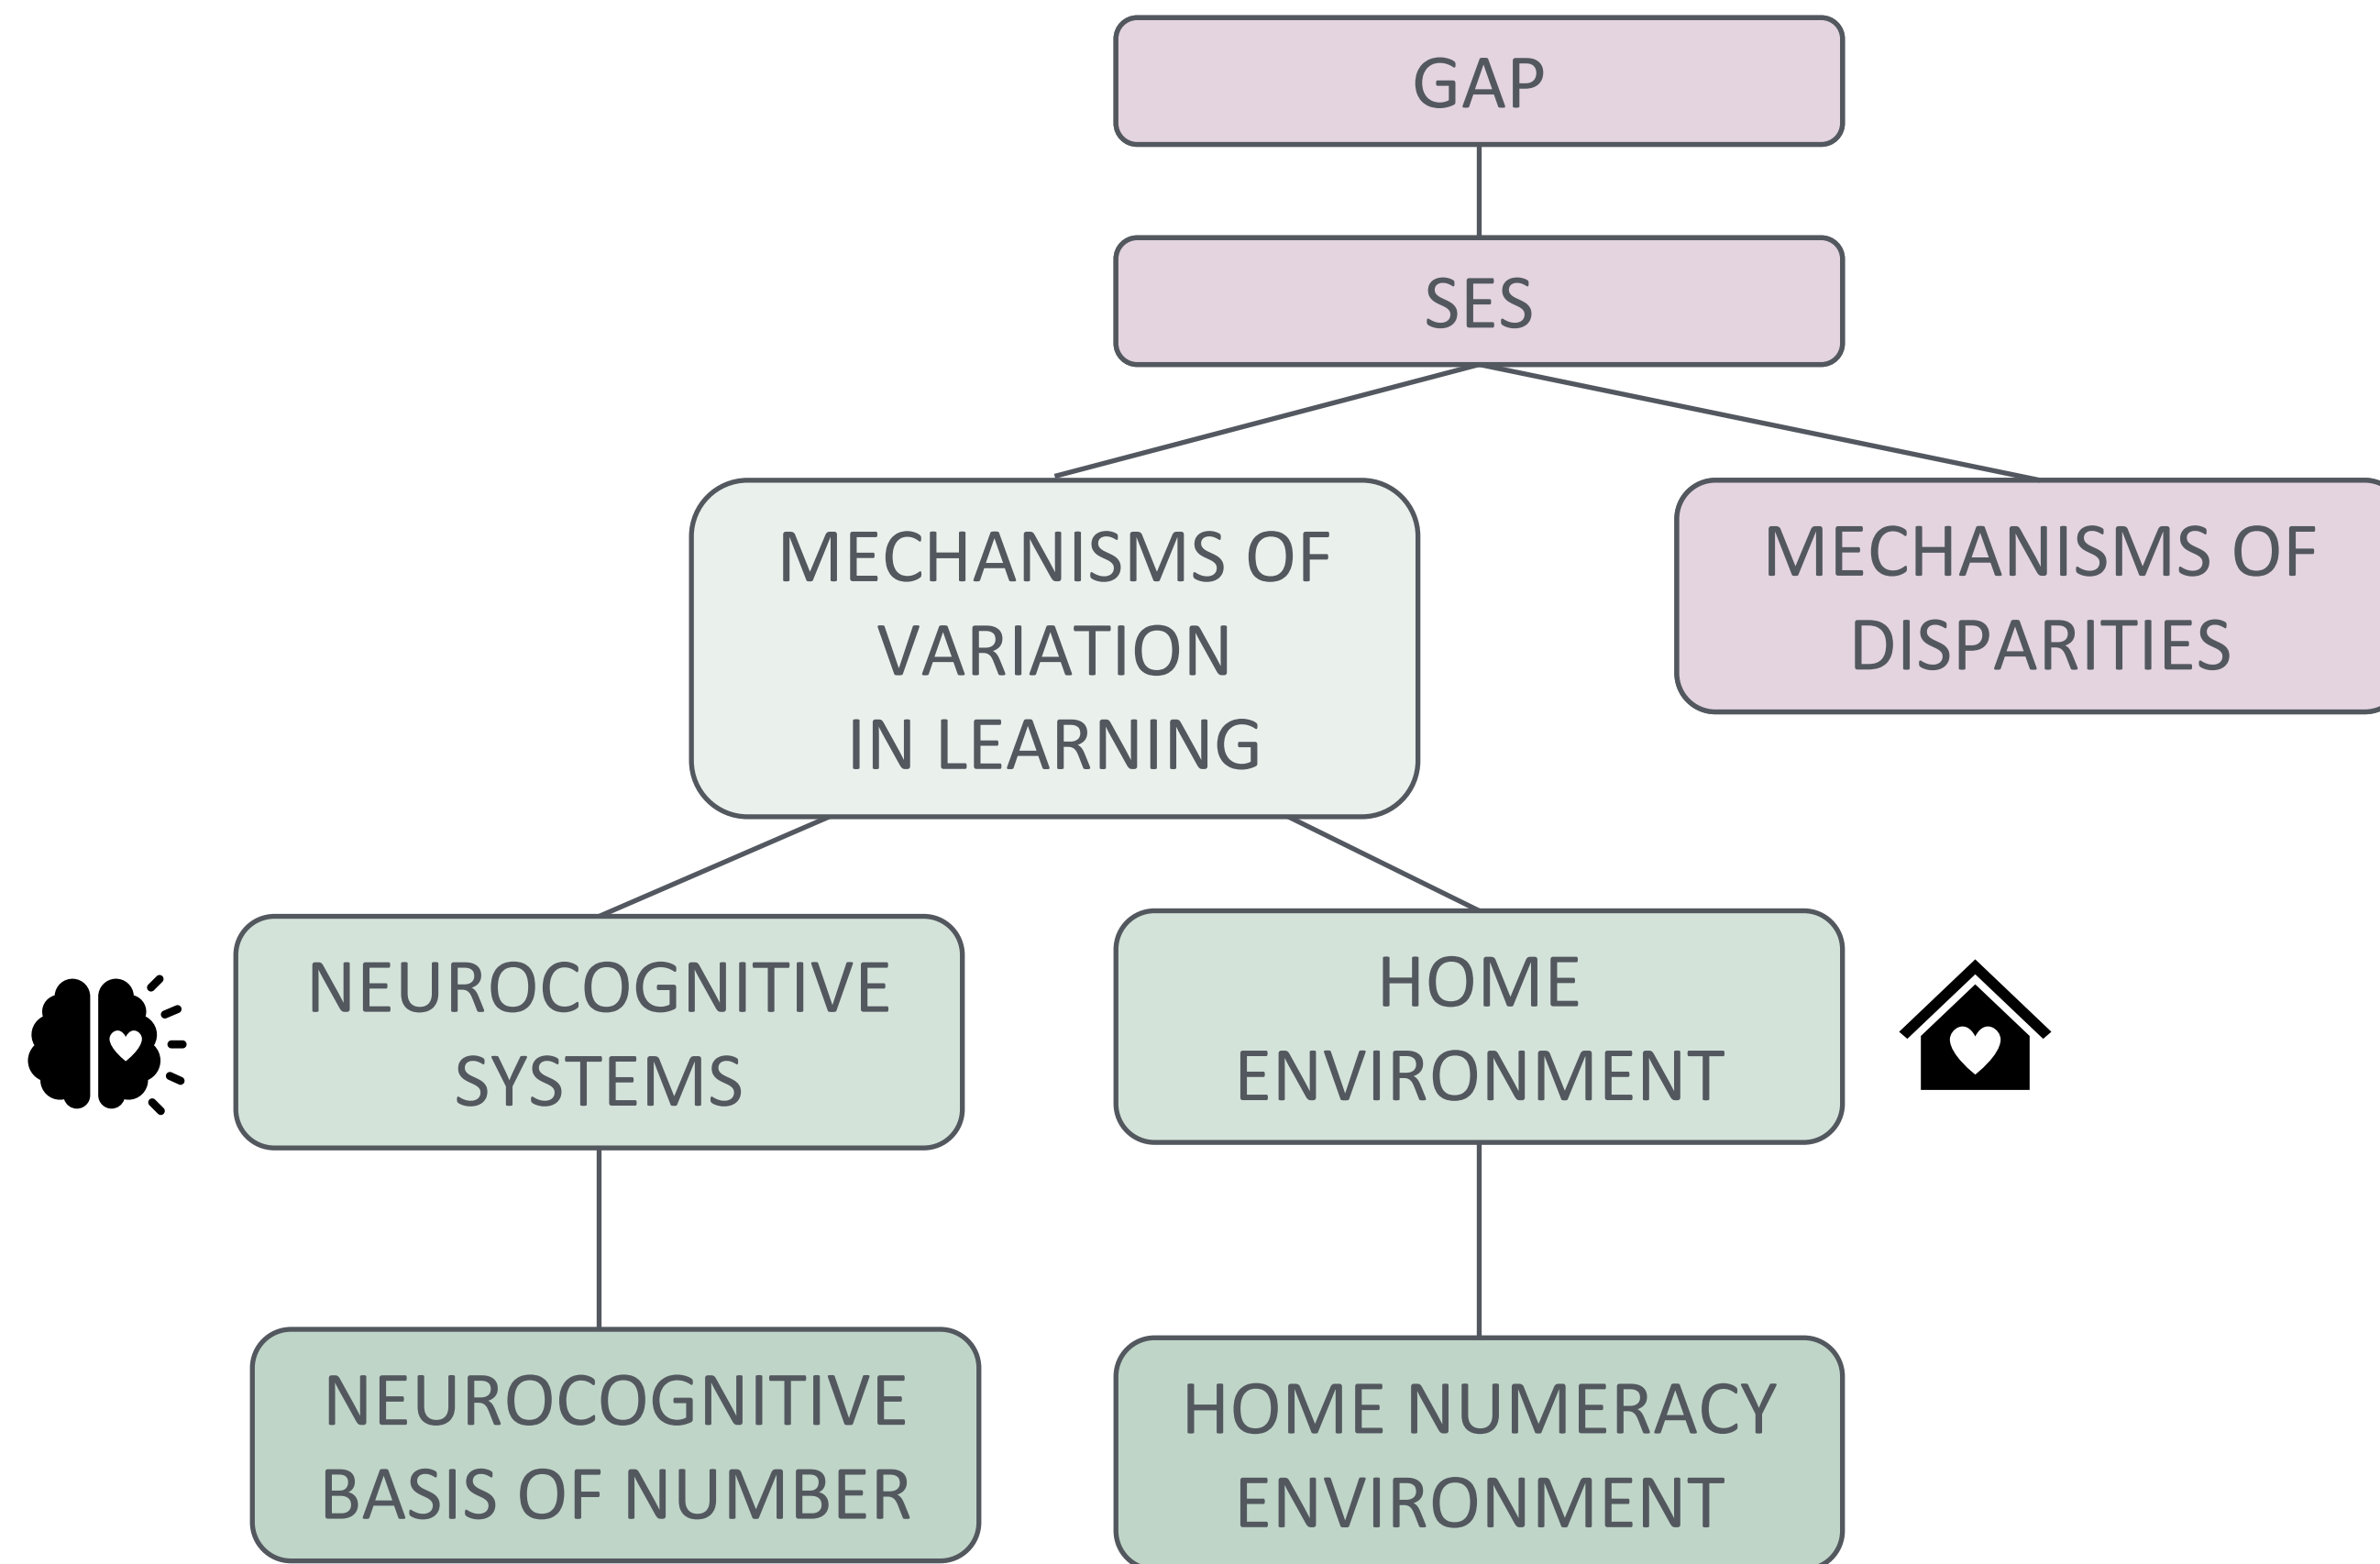 GAP
SES
MECHANISMS OF
VARIATION
IN LEARNING
MECHANISMS OF
DISPARITIES
NEUROCOGNITIVE
SYSTEMS
HOME
ENVIRONMENT
NEUROCOGNITIVE
BASIS OF NUMBER
HOME NUMERACY
ENVIRONMENT